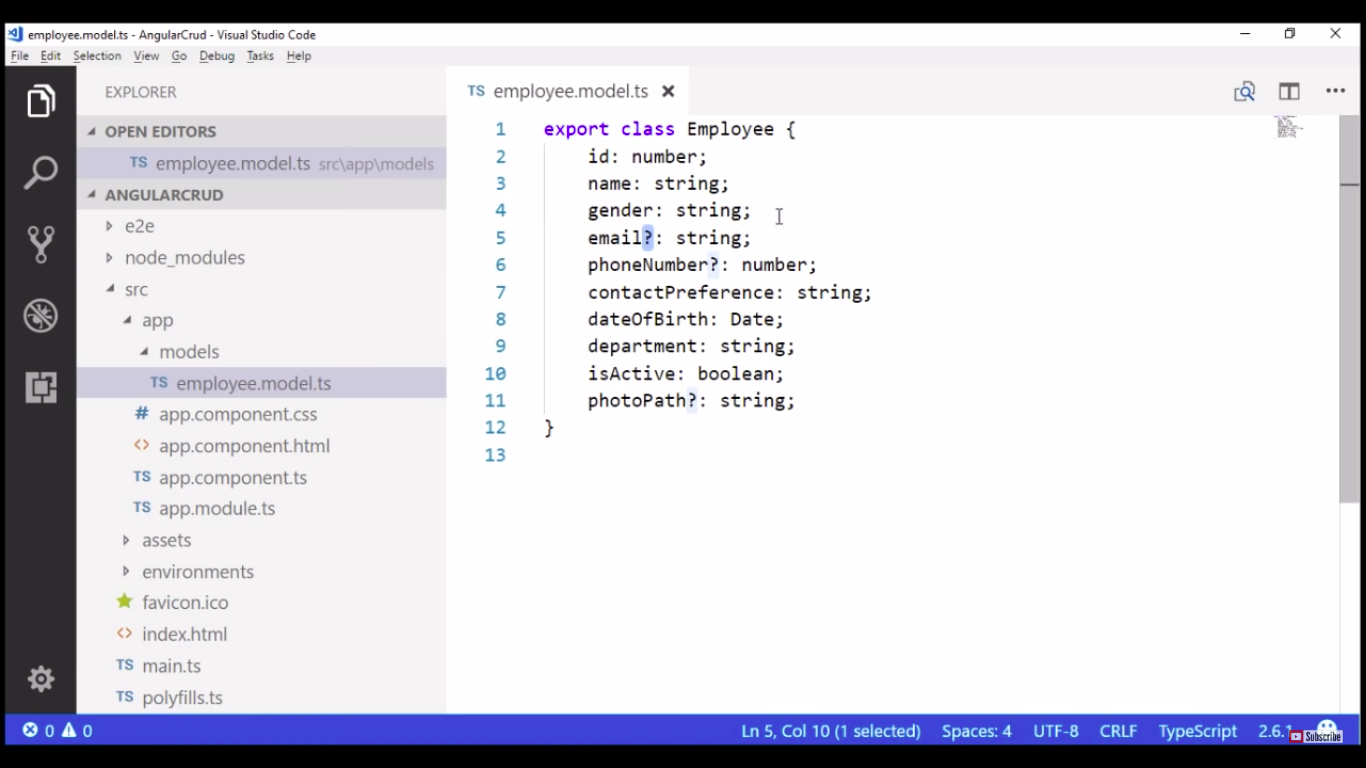 employee.model.ts - AngularCrud - Visual Studio Code
File Edit Selection View Go Debug Tasks Help
EXPLORER
OPEN EDITORS
TS employee.model.ts src\app\models
ANGULARCRUD
e2e
node_modules
src
app
models
TS employee.model.ts
# app.component.css
<> app.component.html
TS app.component.ts
TS app.module.ts
assets
environments
favicon.ico
<> index.html
TS main.ts
TS polyfills.ts
TS employee.model.ts
1 export class Employee {
2 id: number;
3 name: string;
4 gender: string;
5 email?: string;
6 phoneNumber?: number;
7 contactPreference: string;
8 dateOfBirth: Date;
9 department: string;
10 isActive: boolean;
11 photoPath?: string;
12 }
13
0 0 Ln 5, Col 10 (1 selected) Spaces: 4 UTF-8 CRLF TypeScript 2.6.1
Subscribe